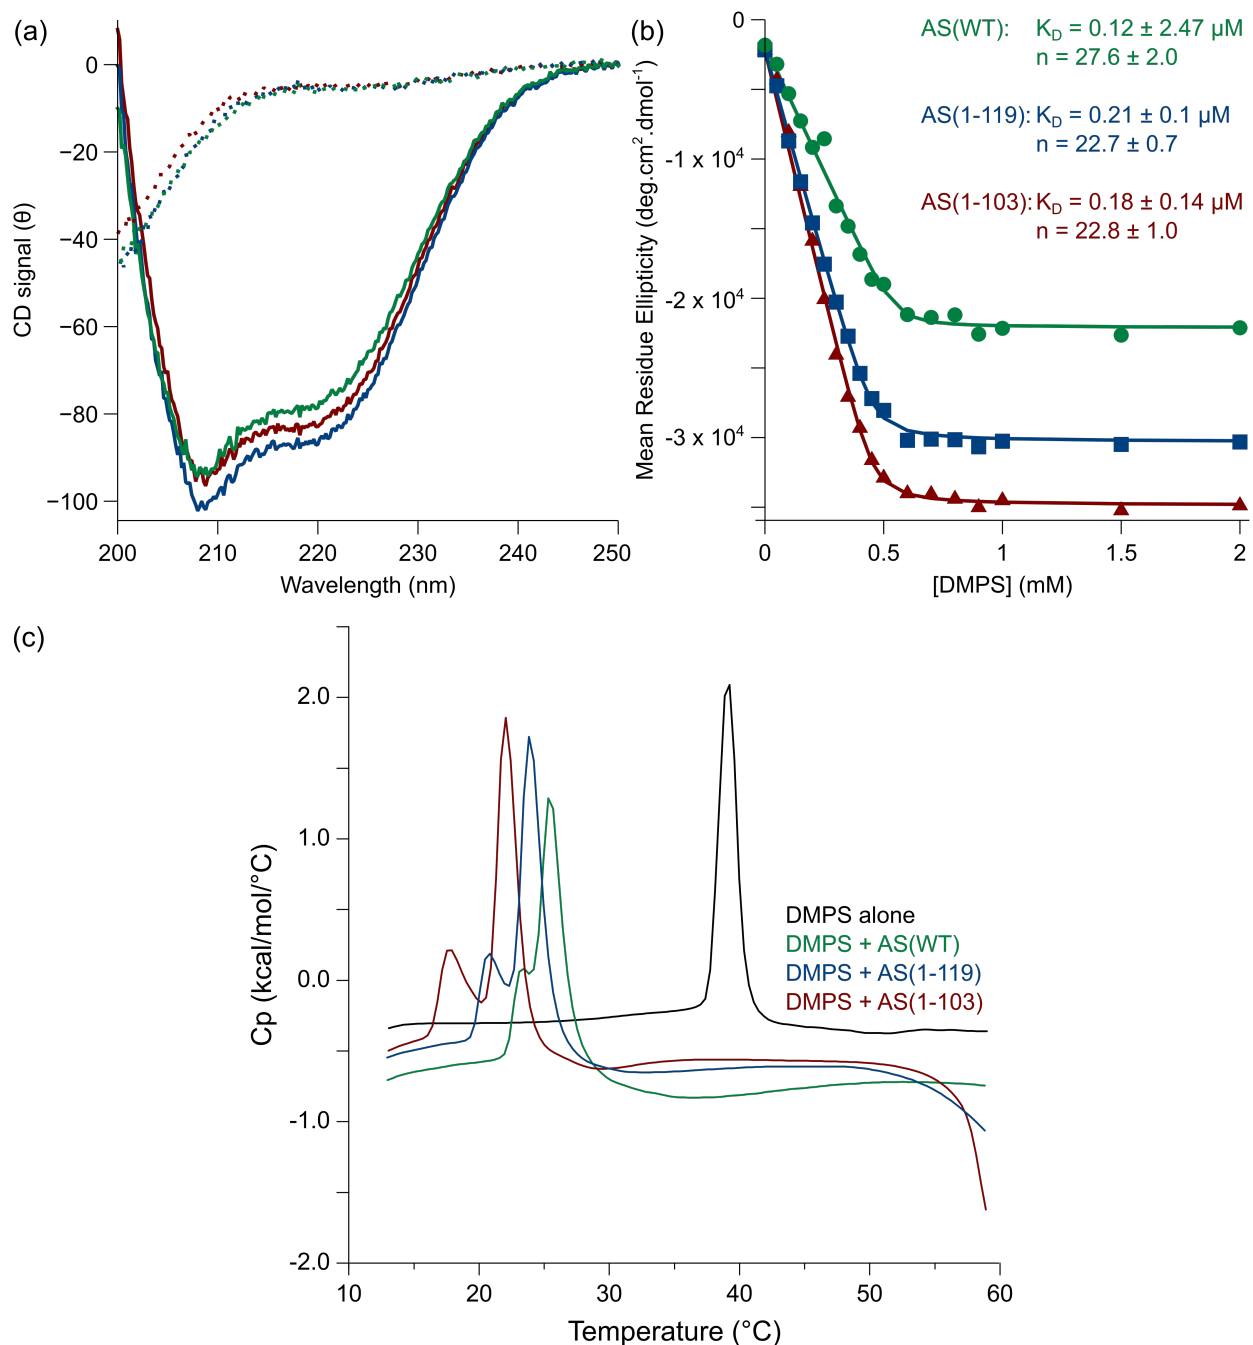 (a)
0
−20
−40
−60
−80
−100
CD signal (θ)
200 210 220 230 240 250
Wavelength (nm)
(b)
0
-1 x 10⁴
-2 x 10⁴
-3 x 10⁴
Mean Residue Ellipticity (deg.cm².dmol⁻¹)
AS(WT): K_D = 0.12 ± 2.47 µM
n = 27.6 ± 2.0
AS(1-119): K_D = 0.21 ± 0.1 µM
n = 22.7 ± 0.7
AS(1-103): K_D = 0.18 ± 0.14 µM
n = 22.8 ± 1.0
0 0.5 1 1.5 2
[DMPS] (mM)
(c)
2.0
1.0
0.0
-1.0
-2.0
Cp (kcal/mol/°C)
DMPS alone
DMPS + AS(WT)
DMPS + AS(1-119)
DMPS + AS(1-103)
10 20 30 40 50 60
Temperature (°C)